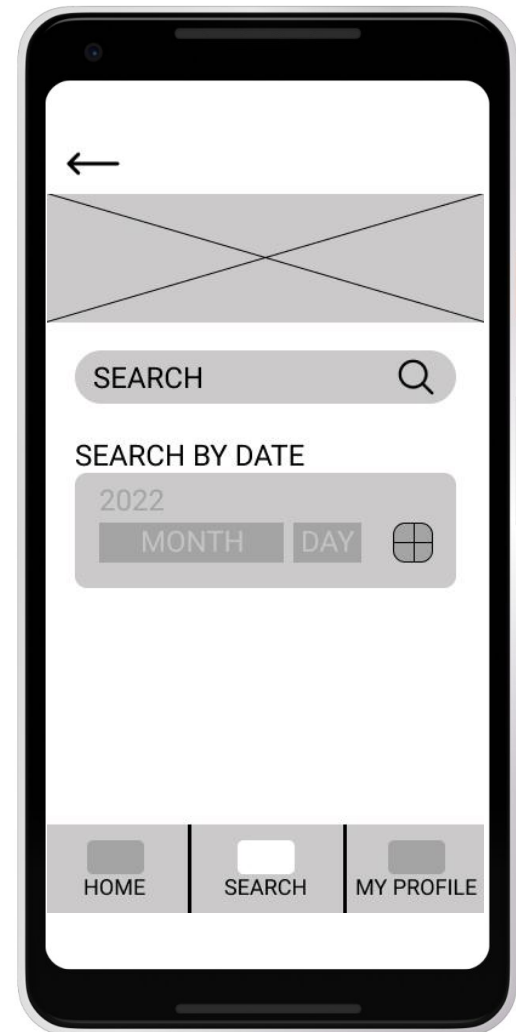 SEARCH
SEARCH BY DATE
2022
MONTH DAY
HOME SEARCH MY PROFILE